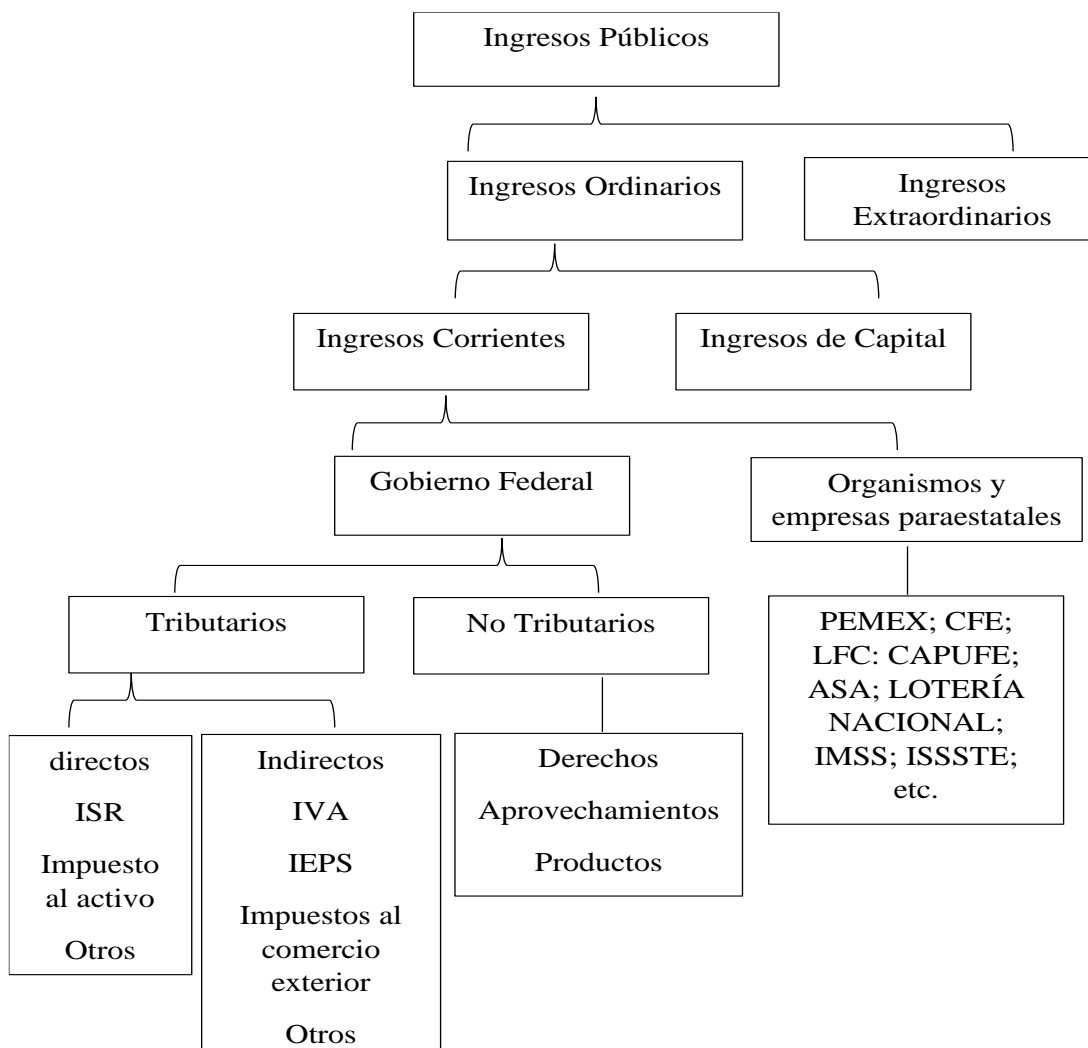 Ingresos Públicos
Ingresos Ordinarios
Ingresos
Extraordinarios
Ingresos Corrientes
Ingresos de Capital
Gobierno Federal
Organismos y
empresas paraestatales
Tributarios
No Tributarios
PEMEX; CFE;
LFC: CAPUFE;
ASA; LOTERÍA
NACIONAL;
IMSS; ISSSTE;
etc.
directos
ISR
Impuesto
al activo
Otros
Indirectos
IVA
IEPS
Impuestos al
comercio
exterior
Otros
Derechos
Aprovechamientos
Productos